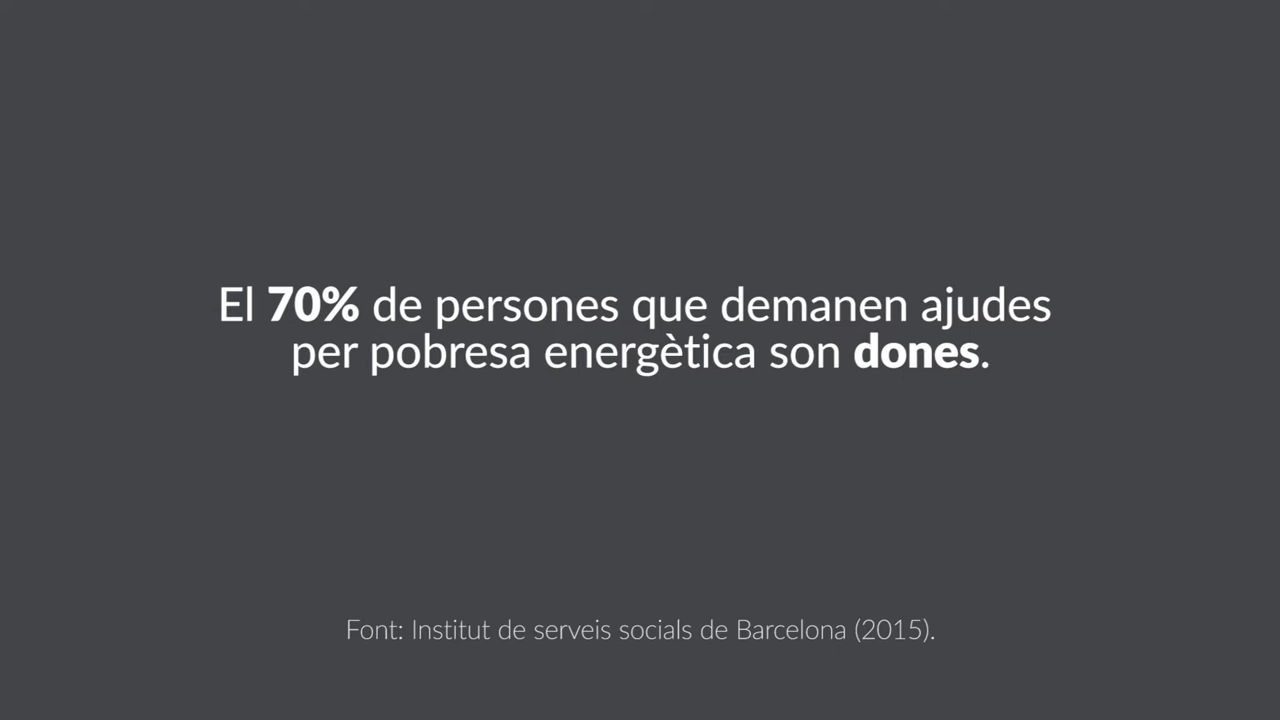 El 70% de persones que demanen ajudes
per pobresa energètica son dones.
Font: Institut de serveis socials de Barcelona (2015).